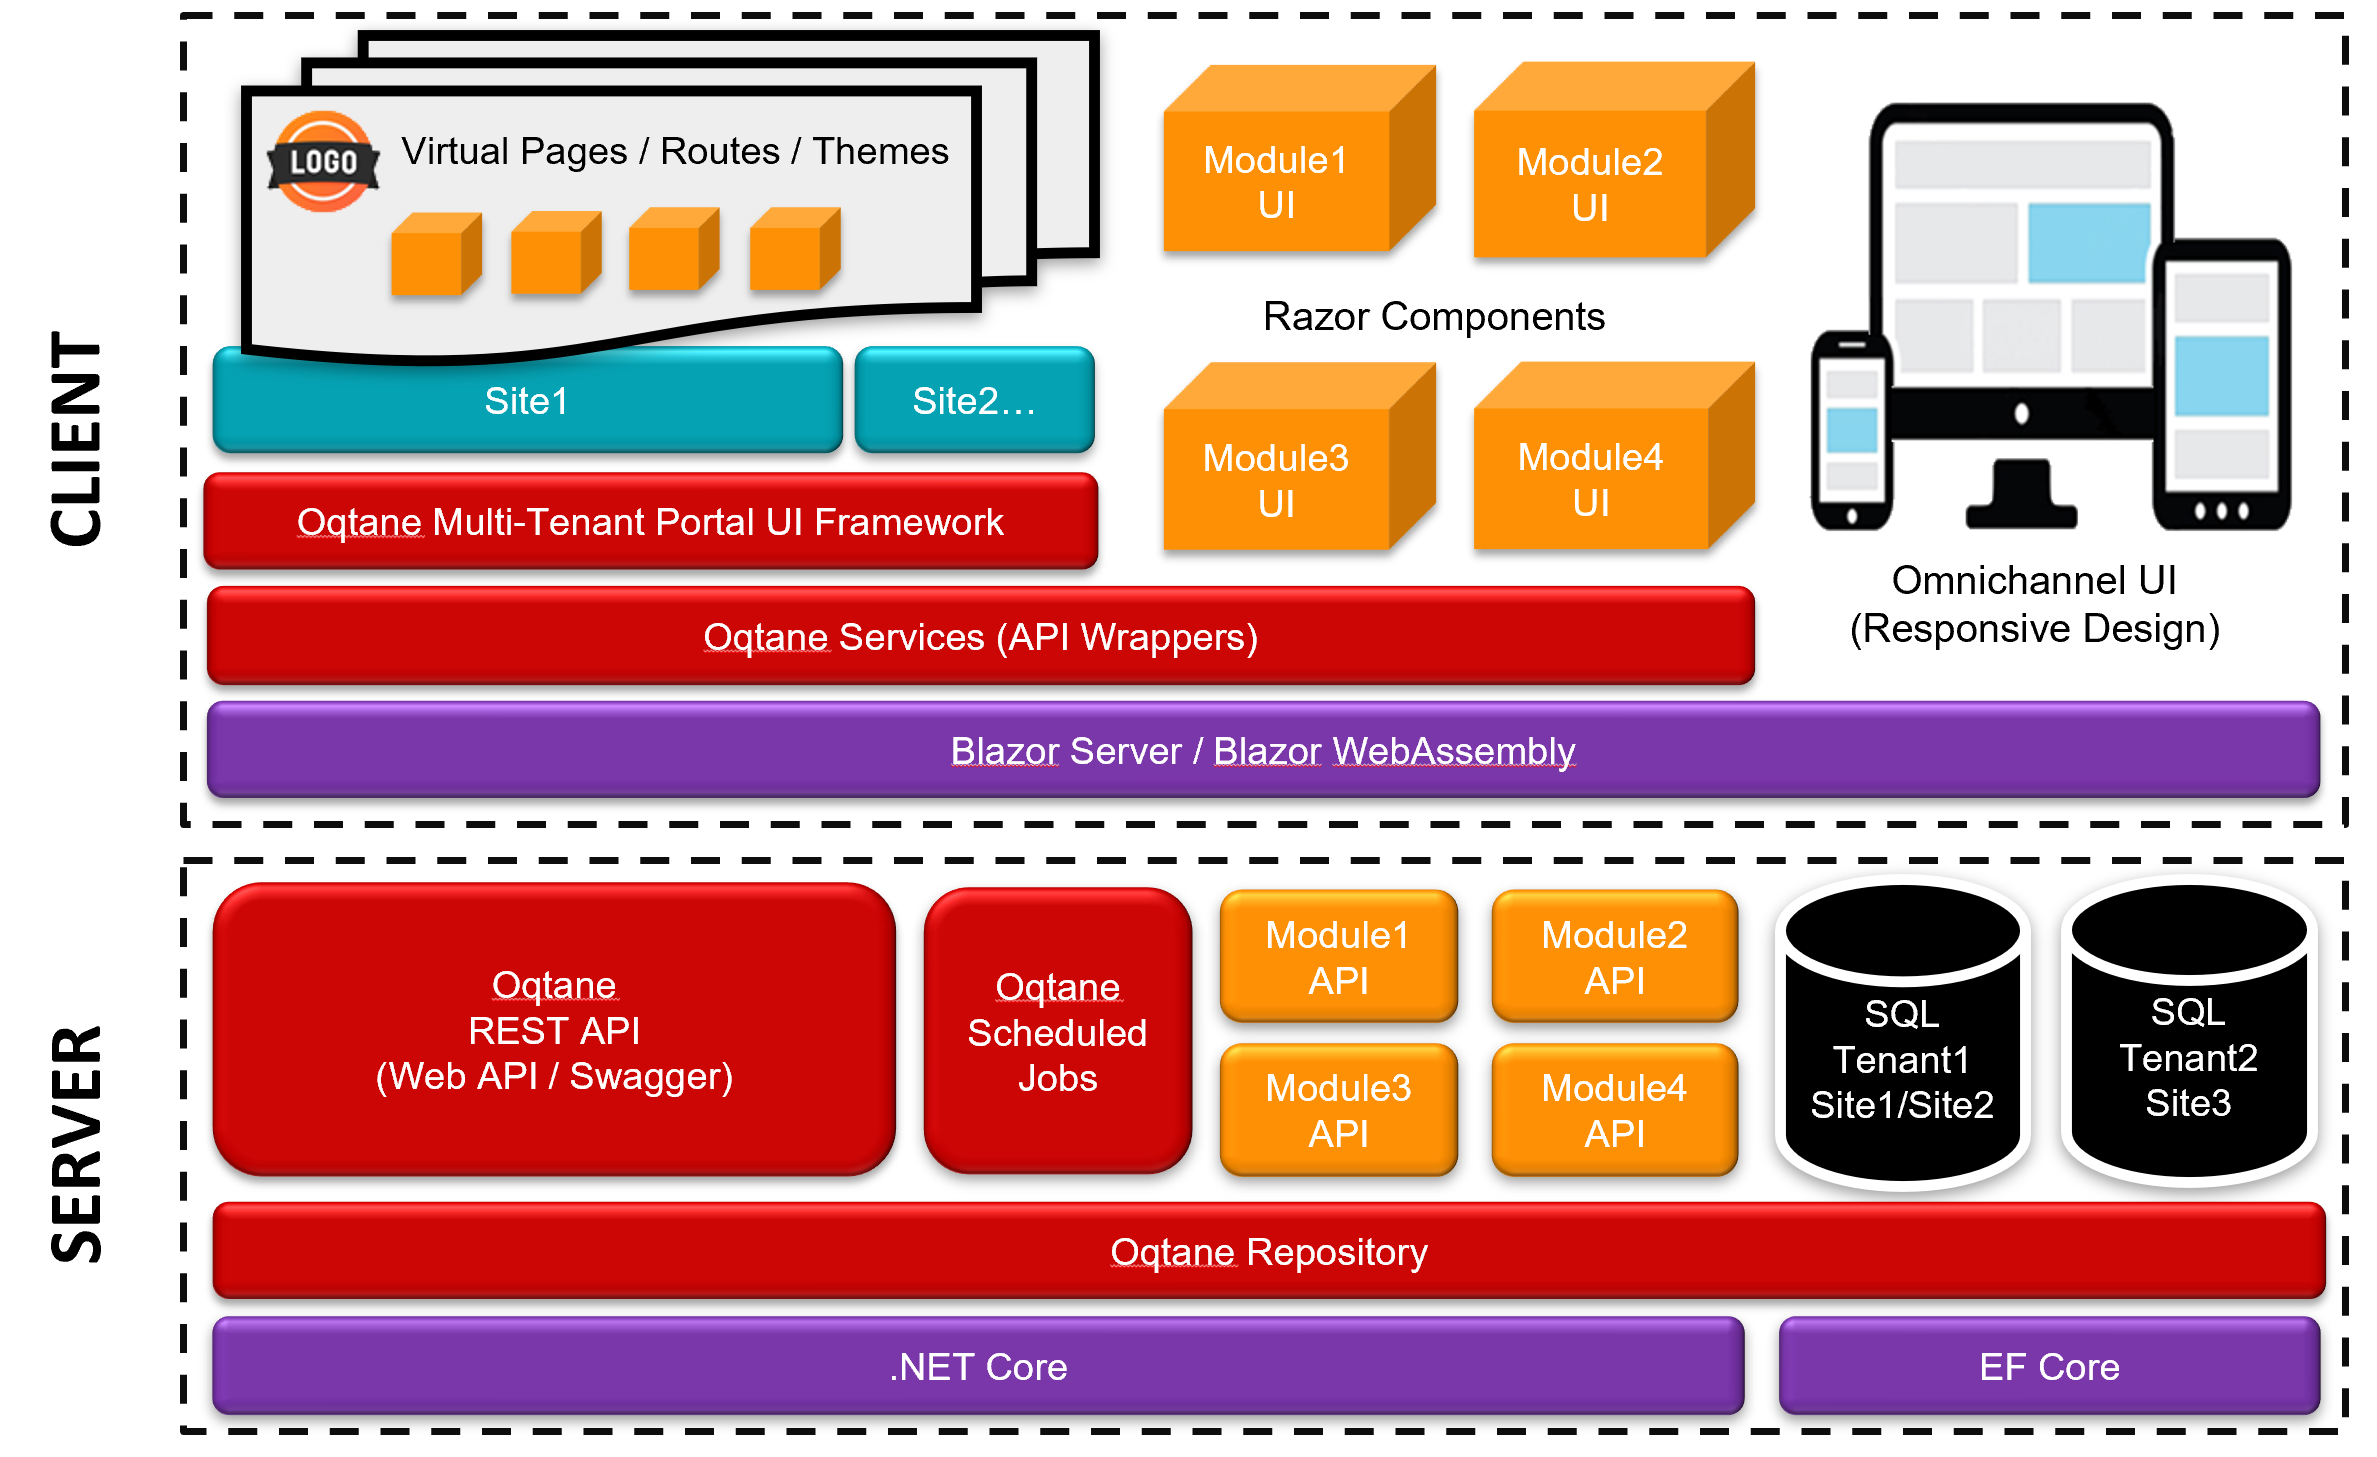 CLIENT
LOGO
Virtual Pages / Routes / Themes
Module1
UI
Module2
UI
Razor Components
Module3
UI
Module4
UI
Site1
Site2...
Oqtane Multi-Tenant Portal UI Framework
Omnichannel UI
(Responsive Design)
Oqtane Services (API Wrappers)
Blazor Server / Blazor WebAssembly
SERVER
Oqtane
REST API
(Web API / Swagger)
Oqtane
Scheduled
Jobs
Module1
API
Module2
API
Module3
API
Module4
API
SQL
Tenant1
Site1/Site2
SQL
Tenant2
Site3
Oqtane Repository
.NET Core
EF Core